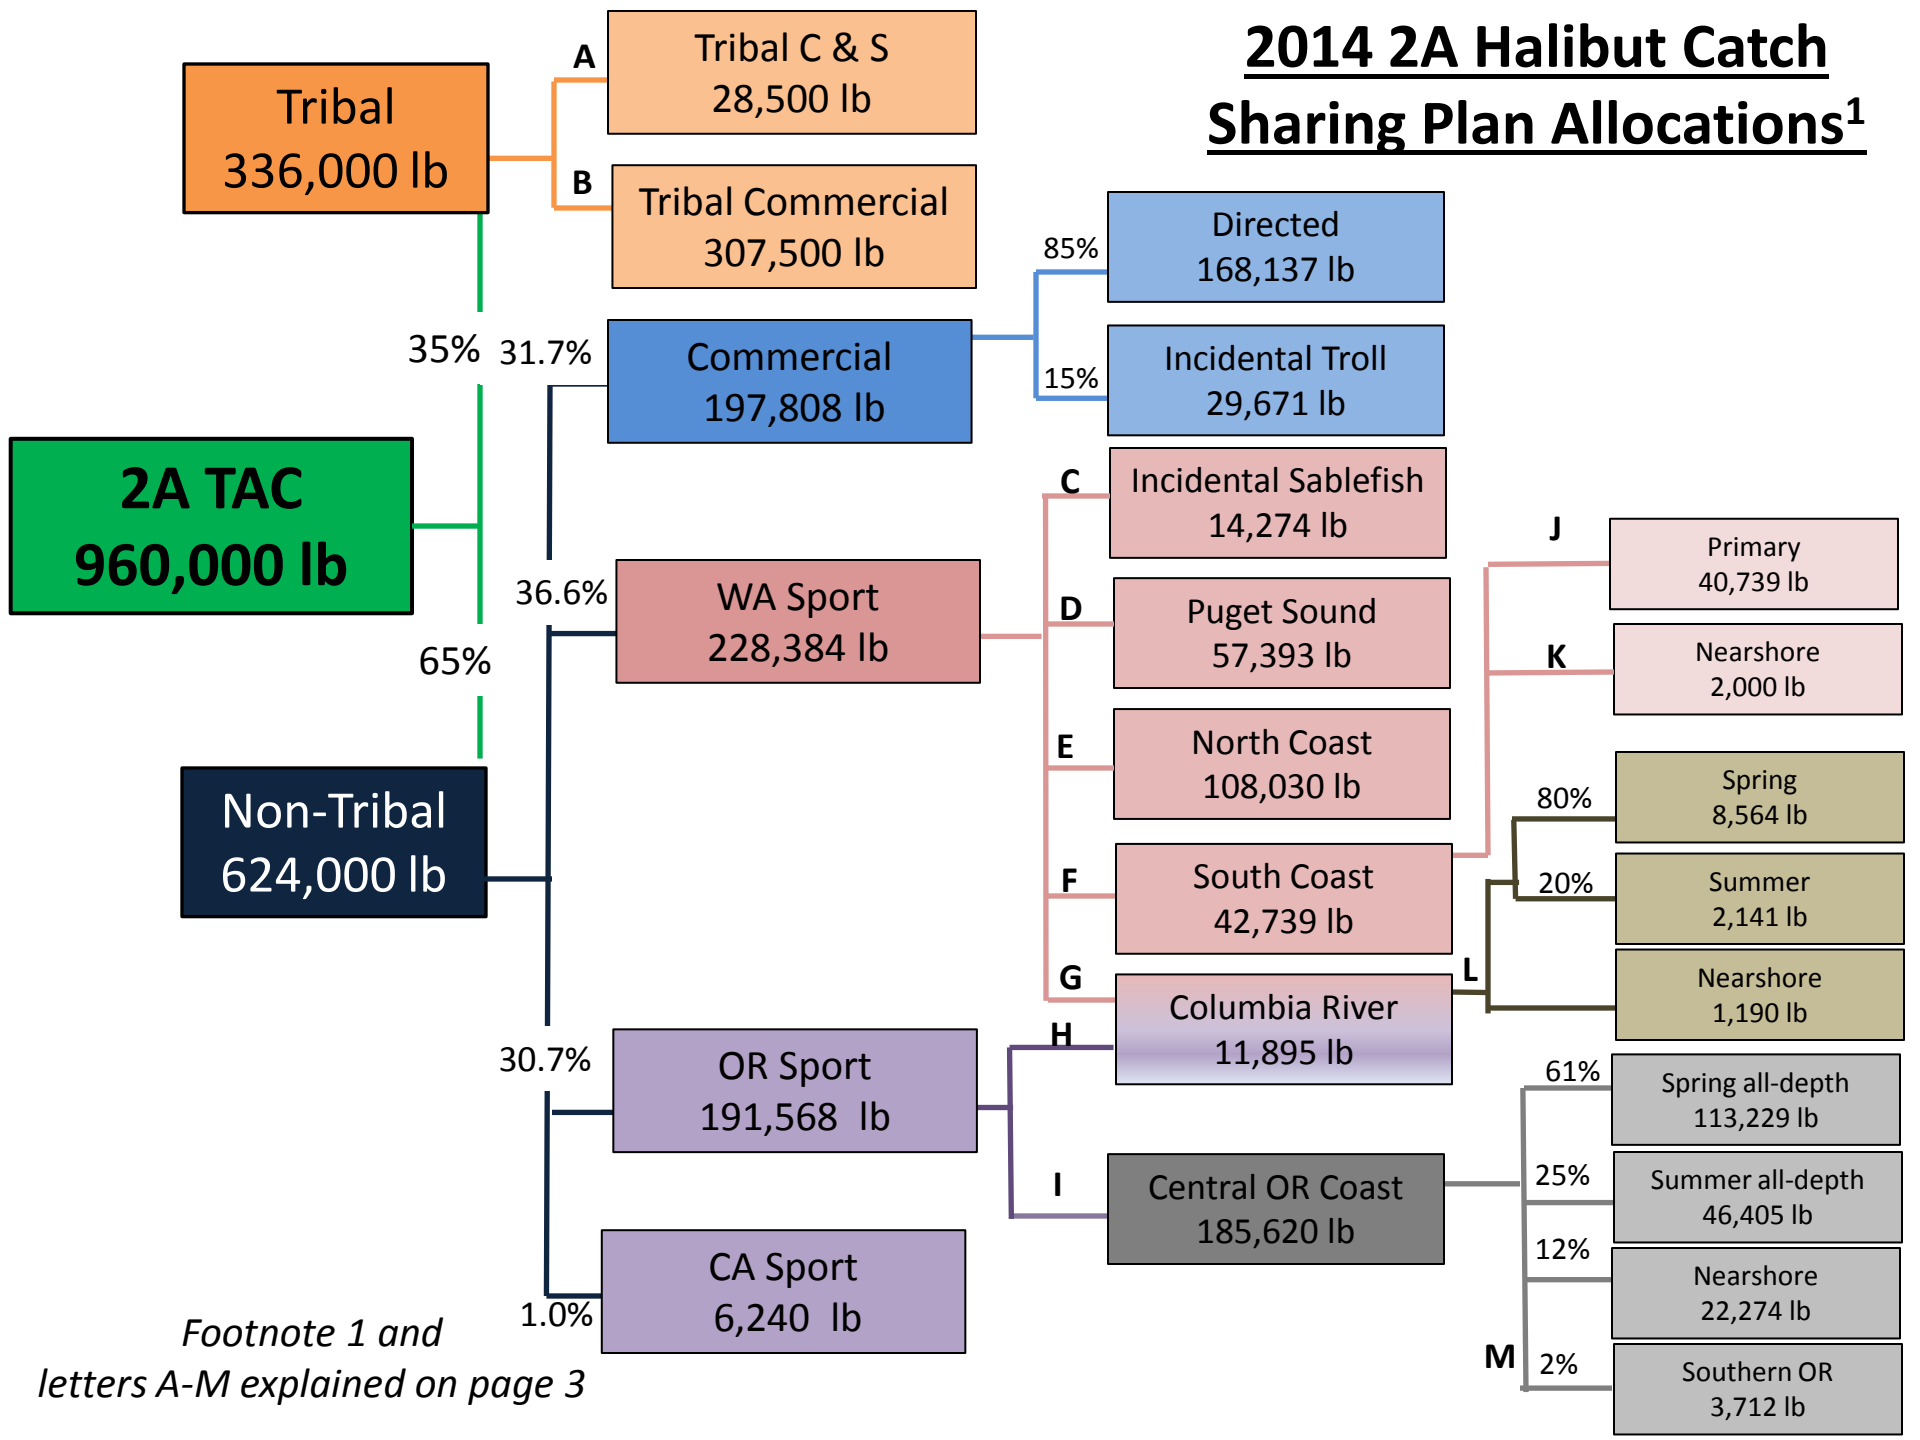 2014 2A Halibut Catch
Sharing Plan Allocations¹
Tribal
336,000 lb
A
Tribal C & S
28,500 lb
B
Tribal Commercial
307,500 lb
35%
2A TAC
960,000 lb
65%
Non-Tribal
624,000 lb
31.7%
Commercial
197,808 lb
85%
Directed
168,137 lb
15%
Incidental Troll
29,671 lb
36.6%
WA Sport
228,384 lb
C
Incidental Sablefish
14,274 lb
D
Puget Sound
57,393 lb
E
North Coast
108,030 lb
F
South Coast
42,739 lb
G
H
Columbia River
11,895 lb
J
Primary
40,739 lb
K
Nearshore
2,000 lb
L
80%
Spring
8,564 lb
20%
Summer
2,141 lb
Nearshore
1,190 lb
30.7%
OR Sport
191,568 lb
I
Central OR Coast
185,620 lb
61%
Spring all-depth
113,229 lb
25%
Summer all-depth
46,405 lb
12%
Nearshore
22,274 lb
M
2%
Southern OR
3,712 lb
1.0%
CA Sport
6,240 lb
Footnote 1 and
letters A-M explained on page 3